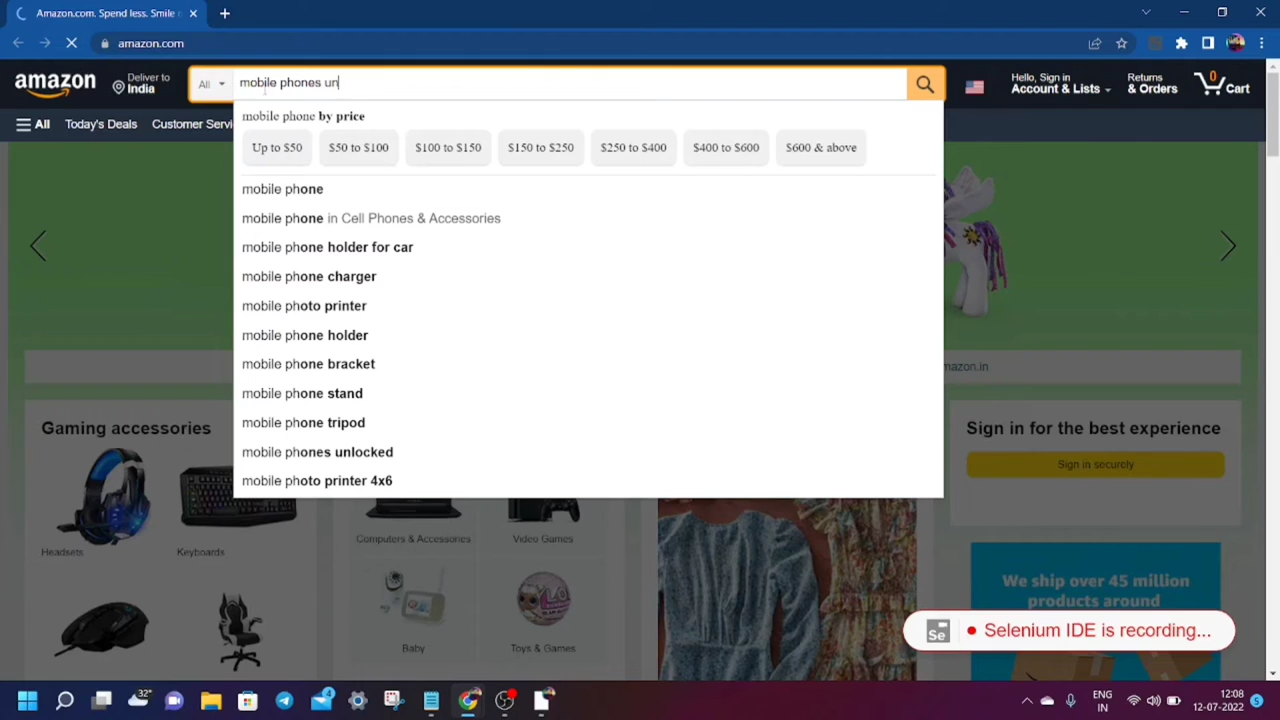 Amazon.com. Spend less. Smile
amazon.com
amazon
Deliver to
India
All
mobile phones un
Hello, Sign in
Account & Lists
Returns
& Orders
0
Cart
All
Today's Deals
Customer Servi
mobile phone by price
Up to $50
$50 to $100
$100 to $150
$150 to $250
$250 to $400
$400 to $600
$600 & above
mobile phone
mobile phone in Cell Phones & Accessories
mobile phone holder for car
mobile phone charger
mobile photo printer
mobile phone holder
mobile phone bracket
mobile phone stand
mobile phone tripod
mobile phones unlocked
mobile photo printer 4x6
mazon.in
Gaming accessories
Headsets
Keyboards
Computers & Accessories
Video Games
Baby
Toys & Games
Sign in for the best experience
Sign in securely
We ship over 45 million
products around
Se
Selenium IDE is recording...
32°
4
ENG
IN
12:08
12-07-2022
5